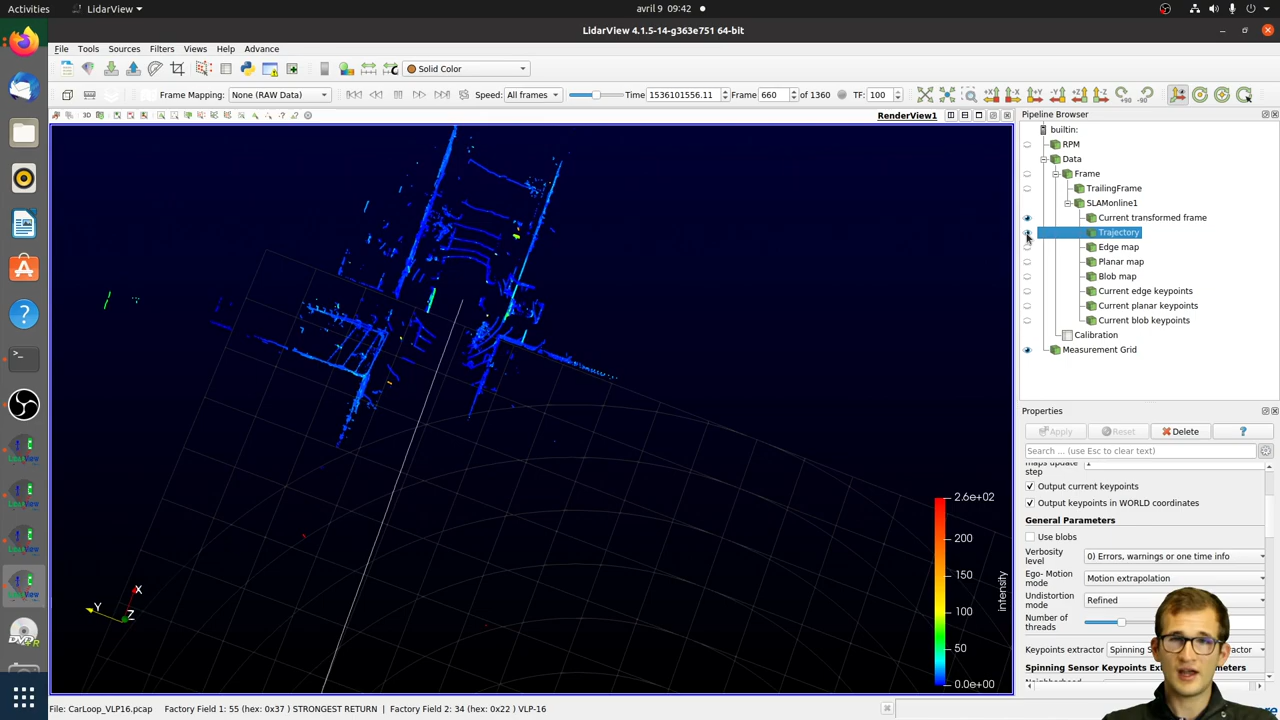 Activities
LidarView
avril 9 09:42
LidarView 4.1.5-14-g363e751 64-bit
File Tools Sources Filters Views Help Advance
Solid Color
Frame Mapping: None (RAW Data) Speed: All frames Time 1536101556.11 Frame 660 of 1360 TF: 100
3D
RenderView1
Pipeline Browser
builtin:
RPM
Data
Frame
TrailingFrame
SLAMonline1
Current transformed frame
Trajectory
Edge map
Planar map
Blob map
Current edge keypoints
Current planar keypoints
Current blob keypoints
Calibration
Measurement Grid
Properties
Apply Reset Delete ?
Search ... (use Esc to clear text)
maps update
step
Output current keypoints
Output keypoints in WORLD coordinates
General Parameters
Use blobs
Verbosity
level
0) Errors, warnings or one time info
Ego- Motion
mode
Motion extrapolation
Undistortion
mode
Refined
Number of
threads
Keypoints extractor
Spinning Sensor Keypoints
2.6e+02
200
150
100
50
0.0e+00
intensity
X
Y
Z
File: CarLoop_VLP16.pcap Factory Field 1: 55 (hex: 0x37 ) STRONGEST RETURN | Factory Field 2: 34 (hex: 0x22 ) VLP-16